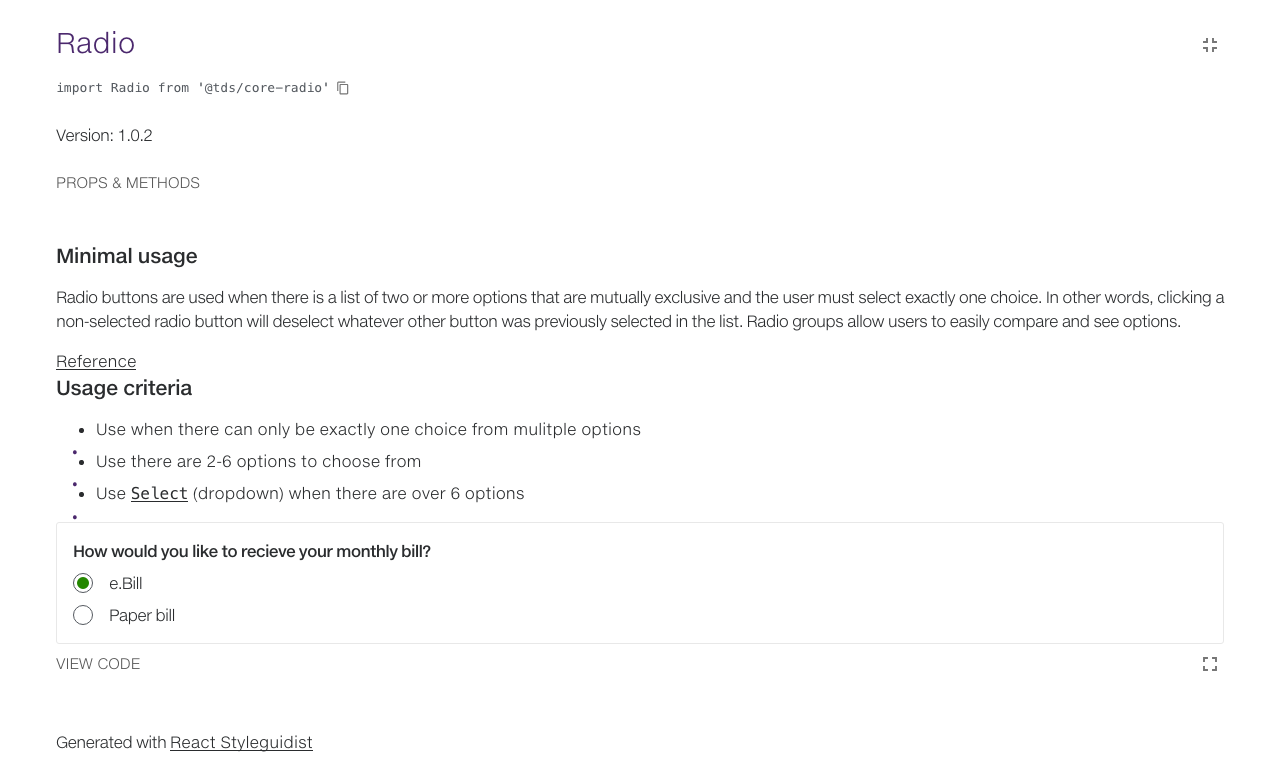 Radio
import Radio from '@tds/core-radio'
Version: 1.0.2
PROPS & METHODS
Minimal usage
Radio buttons are used when there is a list of two or more options that are mutually exclusive and the user must select exactly one choice. In other words, clicking a
non-selected radio button will deselect whatever other button was previously selected in the list. Radio groups allow users to easily compare and see options.
Reference
Usage criteria
• Use when there can only be exactly one choice from mulitple options
• Use there are 2-6 options to choose from
• Use Select (dropdown) when there are over 6 options
How would you like to recieve your monthly bill?
e.Bill
Paper bill
VIEW CODE
Generated with React Styleguidist